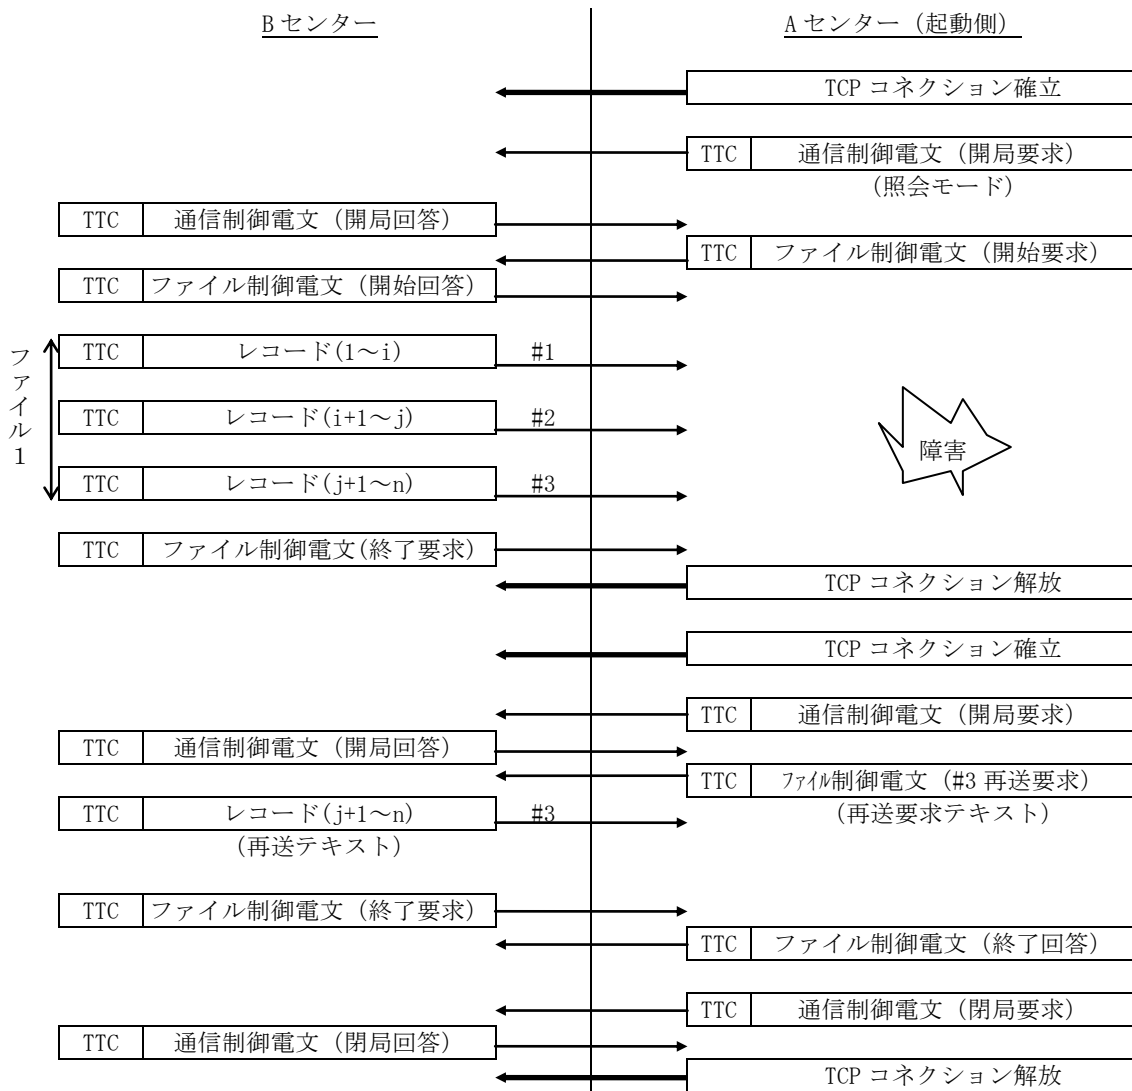 Bセンター
Aセンター（起動側）
TCPコネクション確立
TTC 通信制御電文（開局要求）
（照会モード）
TTC 通信制御電文（開局回答）
TTC ファイル制御電文（開始要求）
TTC ファイル制御電文（開始回答）
ファイル1
TTC レコード(1～i) #1
TTC レコード(i+1～j) #2
障害
TTC レコード(j+1～n) #3
TTC ファイル制御電文(終了要求)
TCPコネクション解放
TCPコネクション確立
TTC 通信制御電文（開局要求）
TTC 通信制御電文（開局回答）
TTC ﾌｧｲﾙ制御電文（#3 再送要求）
（再送要求テキスト）
TTC レコード(j+1～n) #3
（再送テキスト）
TTC ファイル制御電文（終了要求）
TTC ファイル制御電文（終了回答）
TTC 通信制御電文（閉局要求）
TTC 通信制御電文（閉局回答）
TCPコネクション解放